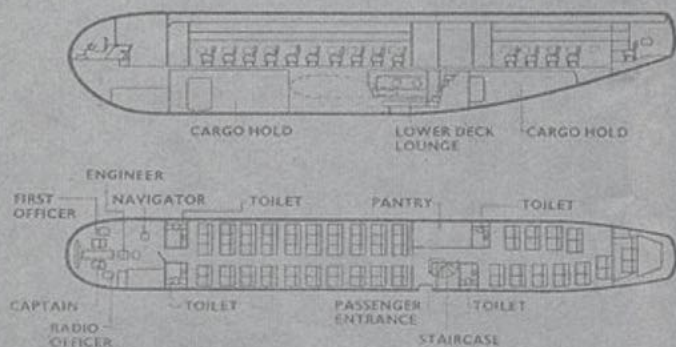 CARGO HOLD
LOWER DECK
LOUNGE
CARGO HOLD
ENGINEER
FIRST
OFFICER
NAVIGATOR
TOILET
PANTRY
TOILET
CAPTAIN
RADIO
OFFICER
TOILET
PASSENGER
ENTRANCE
STAIRCASE
TOILET